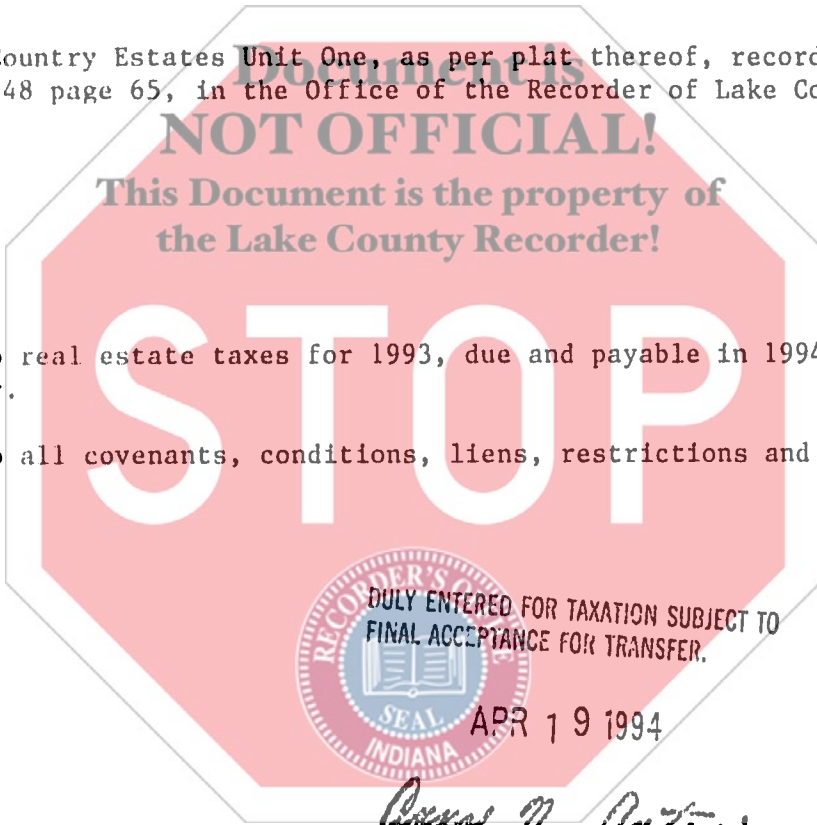 Country Estates Unit One, as per plat thereof, record
Document is
48 page 65, in the Office of the Recorder of Lake Co
NOT OFFICIAL!
This Document is the property of
the Lake County Recorder!
real estate taxes for 1993, due and payable in 1994
STOP
all covenants, conditions, liens, restrictions and
RECORDER'S OFFICE
DULY ENTERED FOR TAXATION SUBJECT TO
FINAL ACCEPTANCE FOR TRANSFER.
SEAL
APR 19 1994
INDIANA